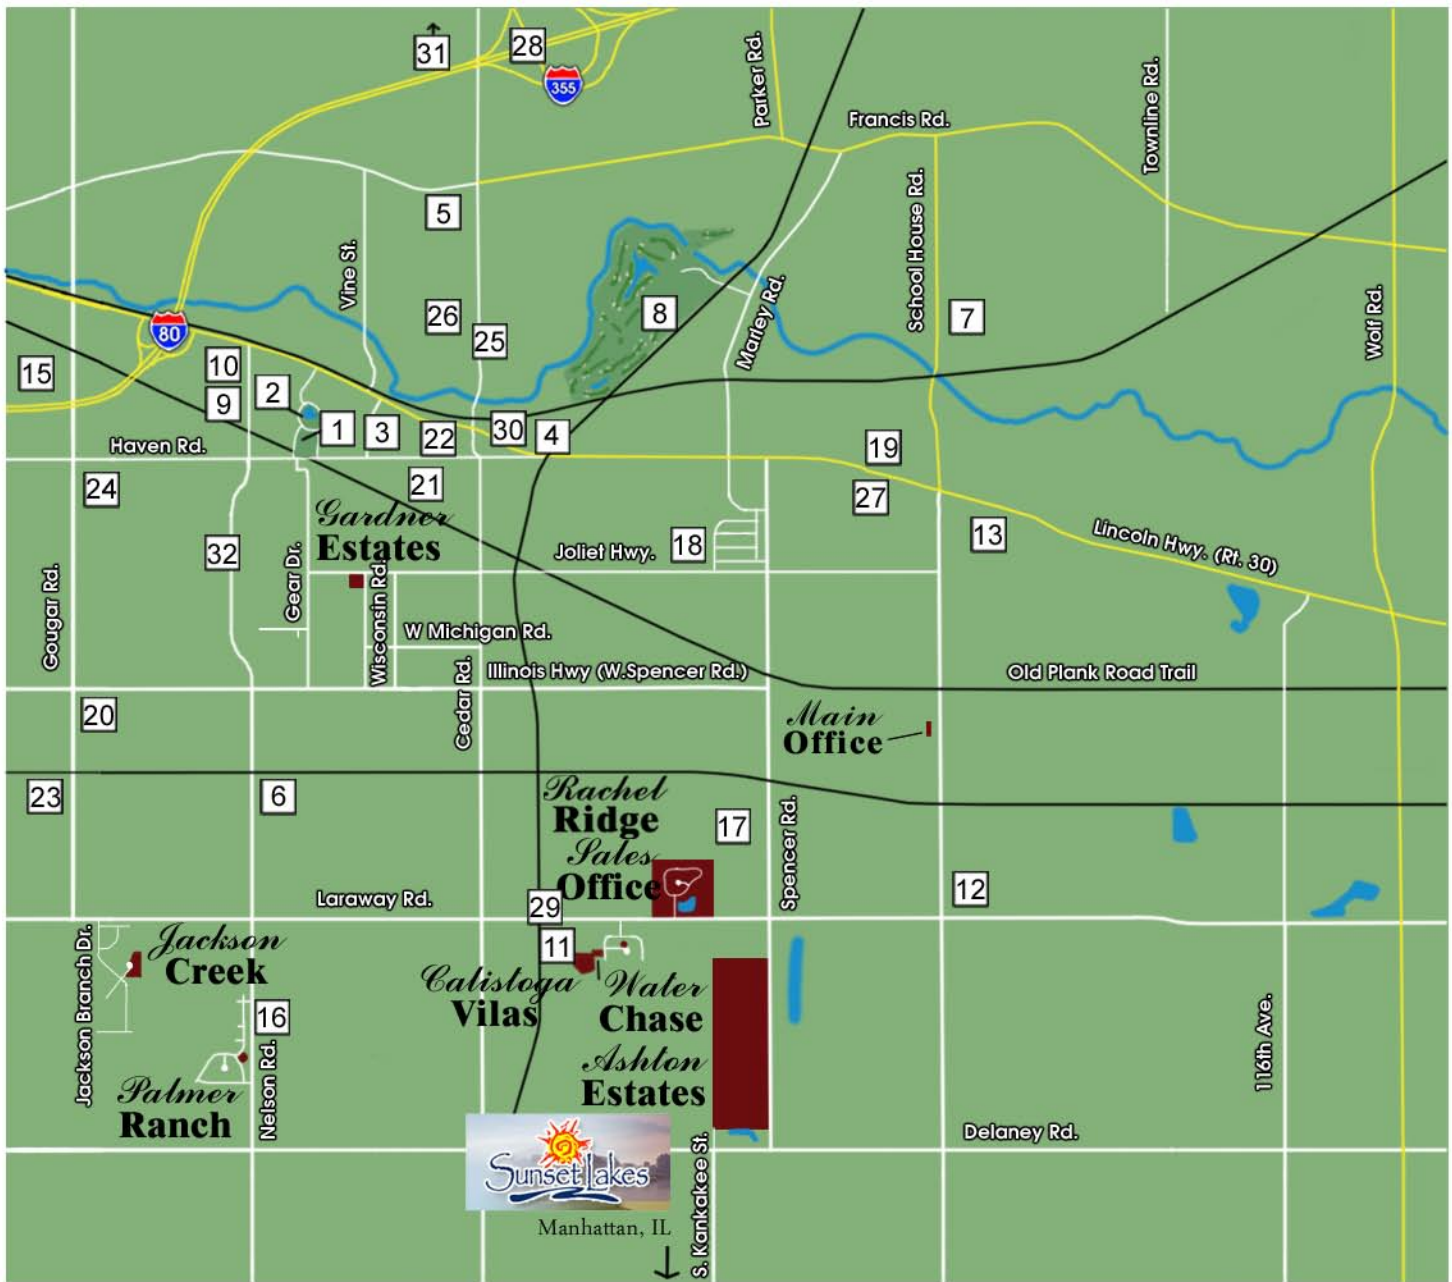 31
28
355
Parker Rd.
Francis Rd.
Townline Rd.
5
School House Rd.
Vine St.
26
25
8
Marley Rd.
7
Wolf Rd.
80
15
10
9
2
1
3
22
30
4
Haven Rd.
19
24
21
27
Gardner
Estates
18
13
Lincoln Hwy. (Rt. 30)
32
Joliet Hwy.
Gear Dr.
Wisconsin Rd.
Gougar Rd.
W Michigan Rd.
Illinois Hwy (W.Spencer Rd.)
Old Plank Road Trail
Cedar Rd.
20
Main
Office
23
6
Rachel
Ridge
Sales
Office
17
Spencer Rd.
12
Laraway Rd.
29
11
Jackson Branch Dr.
Jackson
Creek
Calistoga
Vilas
Water
Chase
16
Nelson Rd.
Ashton
Estates
116th Ave.
Palmer
Ranch
Delaney Rd.
Sunset Lakes
Manhattan, IL
S. Kankakee St.